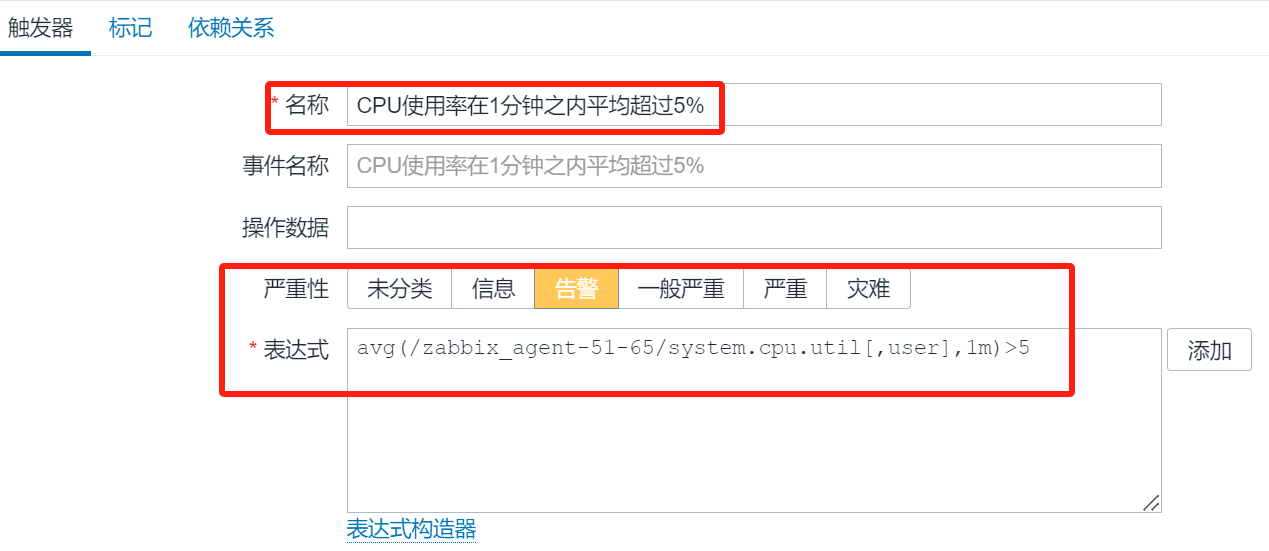 触发器 标记 依赖关系
* 名称 CPU使用率在1分钟之内平均超过5%
事件名称 CPU使用率在1分钟之内平均超过5%
操作数据
严重性 未分类 信息 告警 一般严重 严重 灾难
* 表达式 avg(/zabbix_agent-51-65/system.cpu.util[,user],1m)>5 添加
表达式构造器